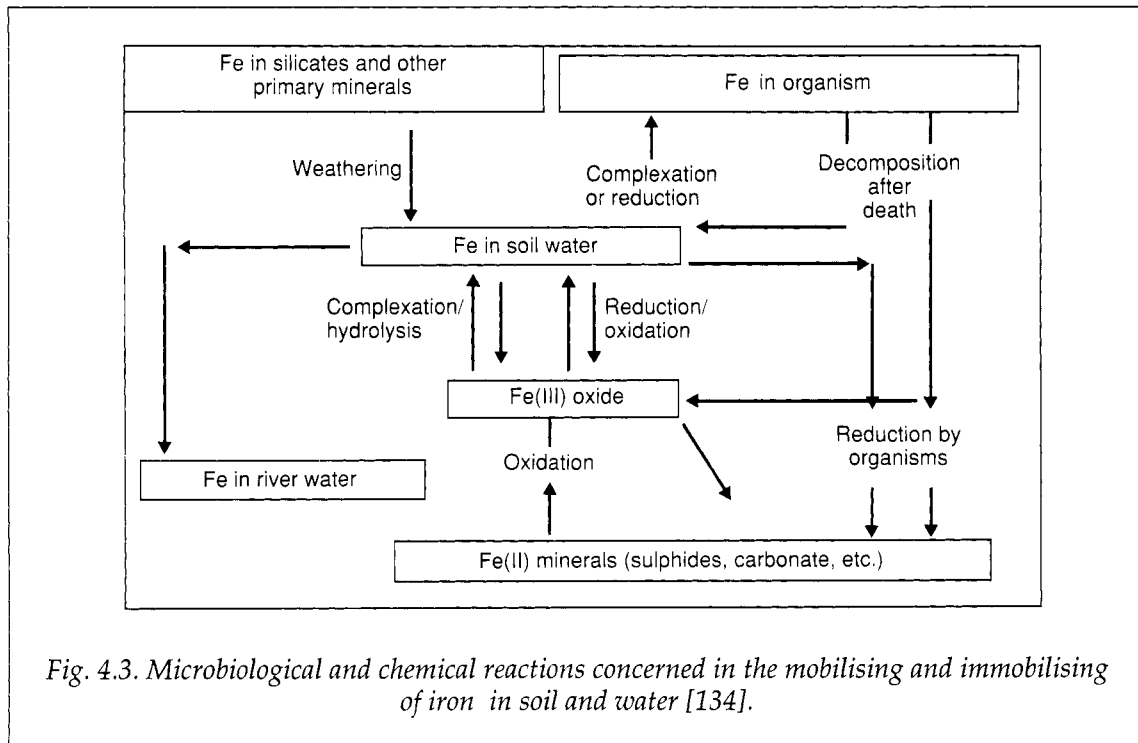 Fe in silicates and other
primary minerals
Fe in organism
Weathering
Complexation
or reduction
Decomposition
after
death
Fe in soil water
Complexation/
hydrolysis
Reduction/
oxidation
Fe(III) oxide
Reduction by
organisms
Oxidation
Fe in river water
Fe(II) minerals (sulphides, carbonate, etc.)
Fig. 4.3. Microbiological and chemical reactions concerned in the mobilising and immobilising
of iron in soil and water [134].